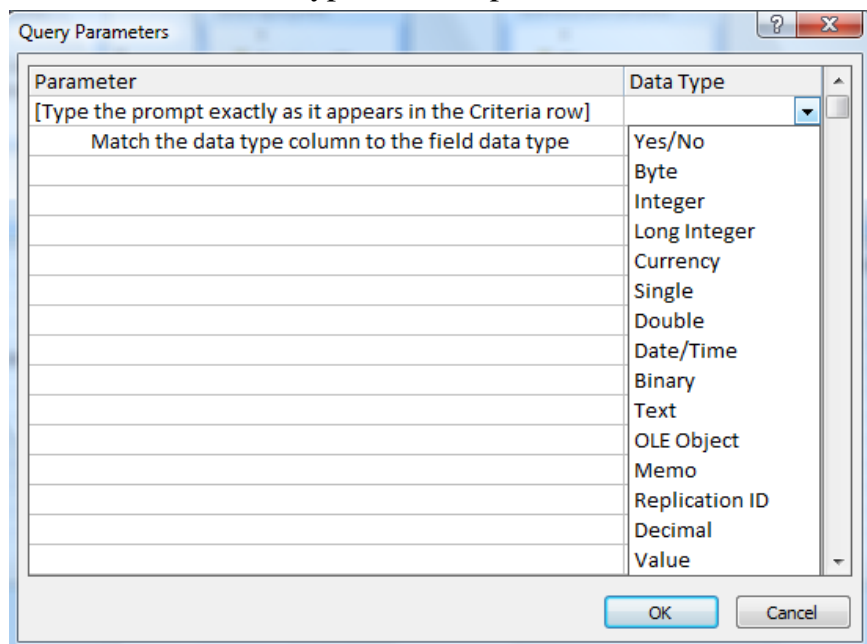 Query Parameters
?
X
Parameter Data Type
[Type the prompt exactly as it appears in the Criteria row]
Match the data type column to the field data type Yes/No
Byte
Integer
Long Integer
Currency
Single
Double
Date/Time
Binary
Text
OLE Object
Memo
Replication ID
Decimal
Value
OK Cancel